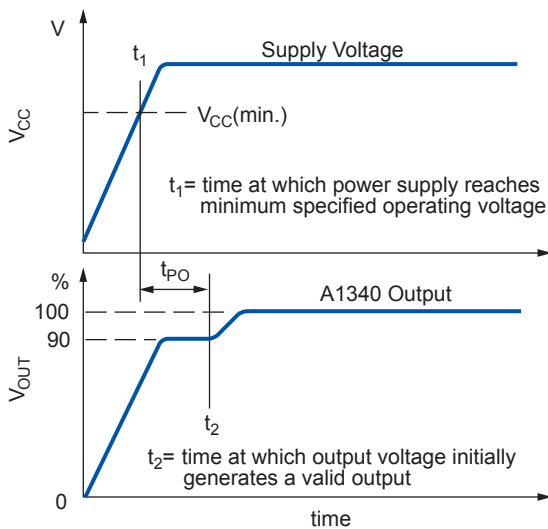 V
t1
Supply Voltage
VCC(min.)
VCC
t1= time at which power supply reaches
minimum specified operating voltage
%
tPO
A1340 Output
100
90
VOUT
t2
t2= time at which output voltage initially
generates a valid output
0
time